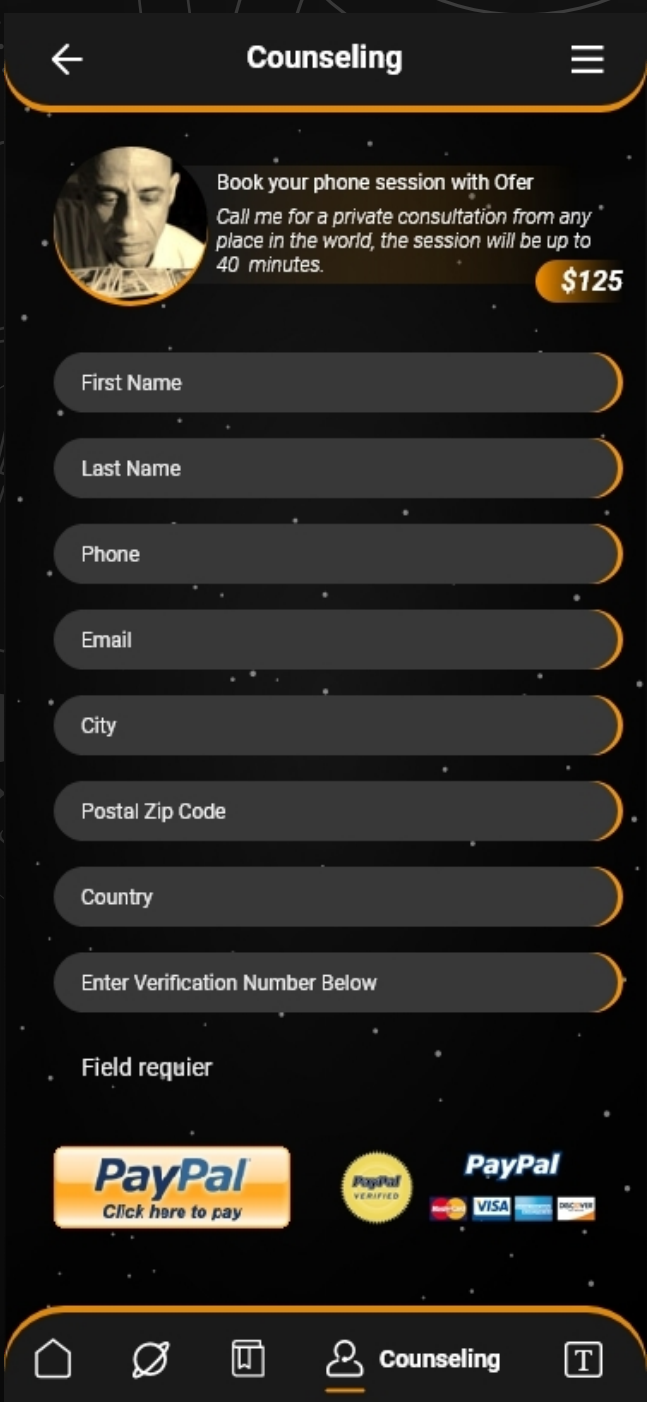 Counseling
Book your phone session with Ofer
Call me for a private consultation from any
place in the world, the session will be up to
40 minutes.
$125
First Name
Last Name
Phone
Email
City
Postal Zip Code
Country
Enter Verification Number Below
Field requier
PayPal
Click here to pay
PayPal
VERIFIED
PayPal
MasterCard
VISA
DISCOVER
Counseling
T